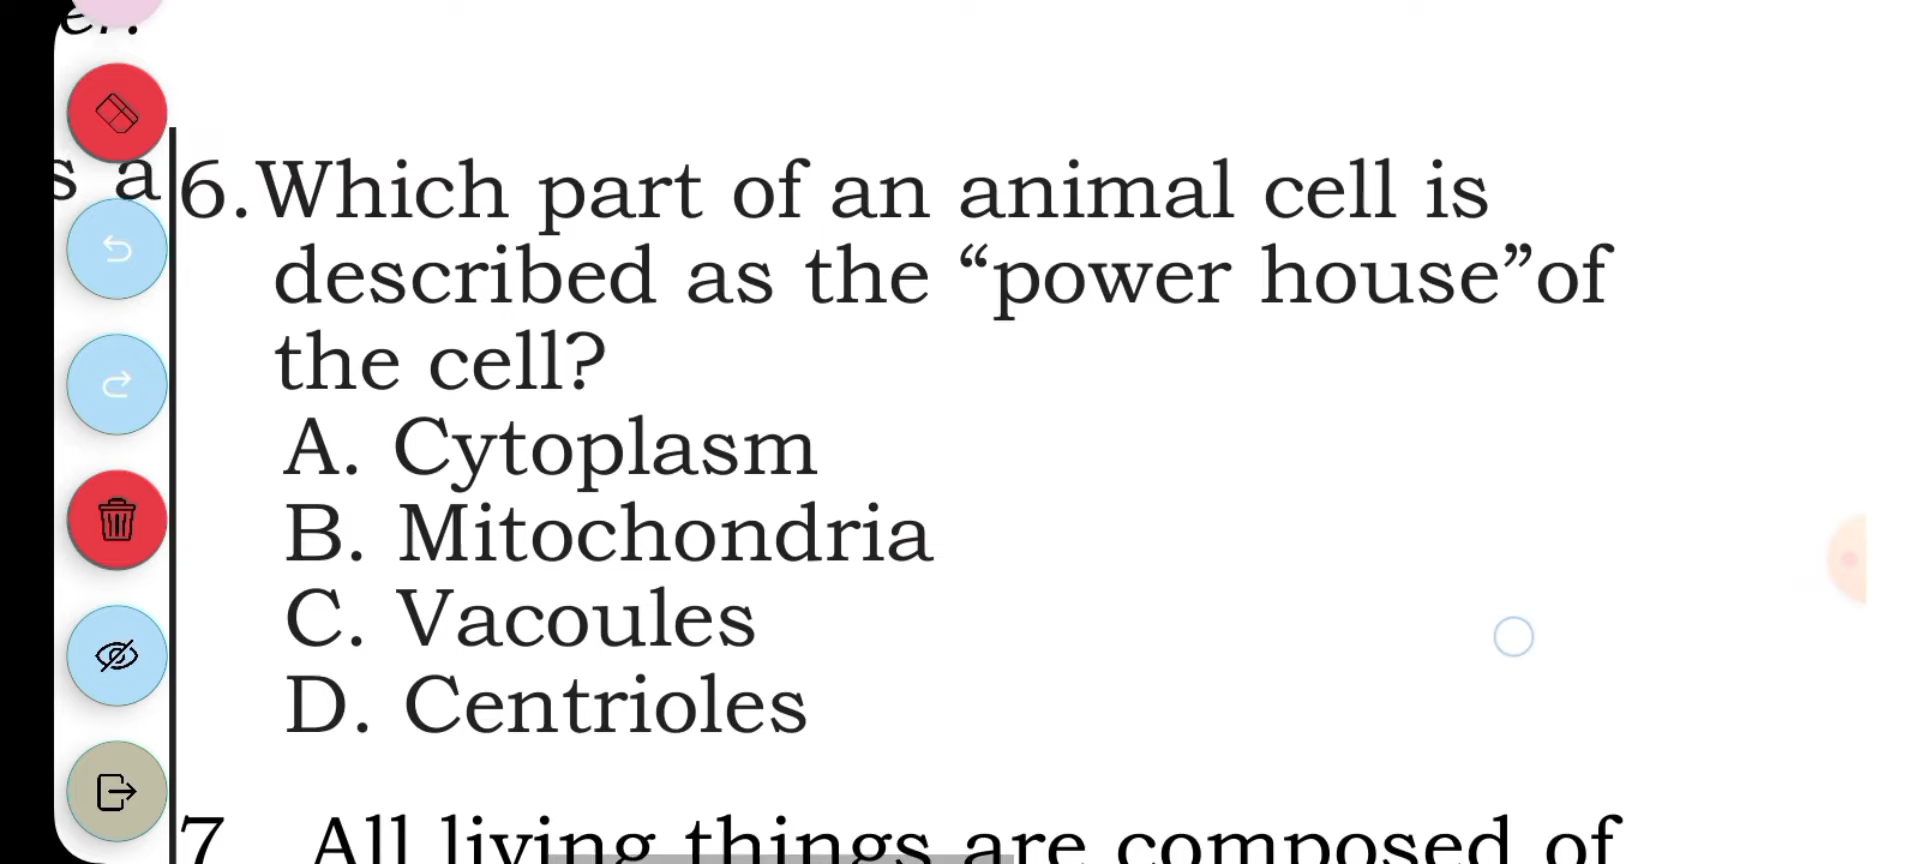 er.
s a
6. Which part of an animal cell is
described as the “power house”of
the cell?
A. Cytoplasm
B. Mitochondria
C. Vacoules
D. Centrioles
7 All living things are composed of